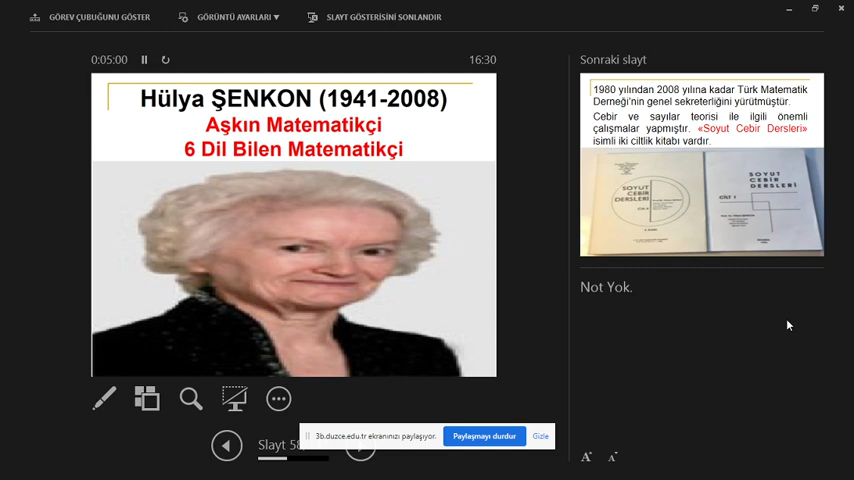 GÖREV ÇUBUĞUNU GÖSTER
GÖRÜNTÜ AYARLARI
SLAYT GÖSTERİSİNİ SONLANDIR
0:05:00
16:30
Hülya ŞENKON (1941-2008)
Aşkın Matematikçi
6 Dil Bilen Matematikçi
Slayt
3b.duzce.edu.tr ekranınızı paylaşıyor.
Paylaşmayı durdur
Gizle
Sonraki slayt
1980 yılından 2008 yılına kadar Türk Matematik
Derneği'nin genel sekreterliğini yürütmüştür.
Cebir ve sayılar teorisi ile ilgili önemli
çalışmalar yapmıştır. «Soyut Cebir Dersleri»
isimli iki ciltlik kitabı vardır.
SOYUT
CEBİR
DERSLERİ
SOYUT
CEBİR
DERSLERİ
CİLT 1
Not Yok.
A A